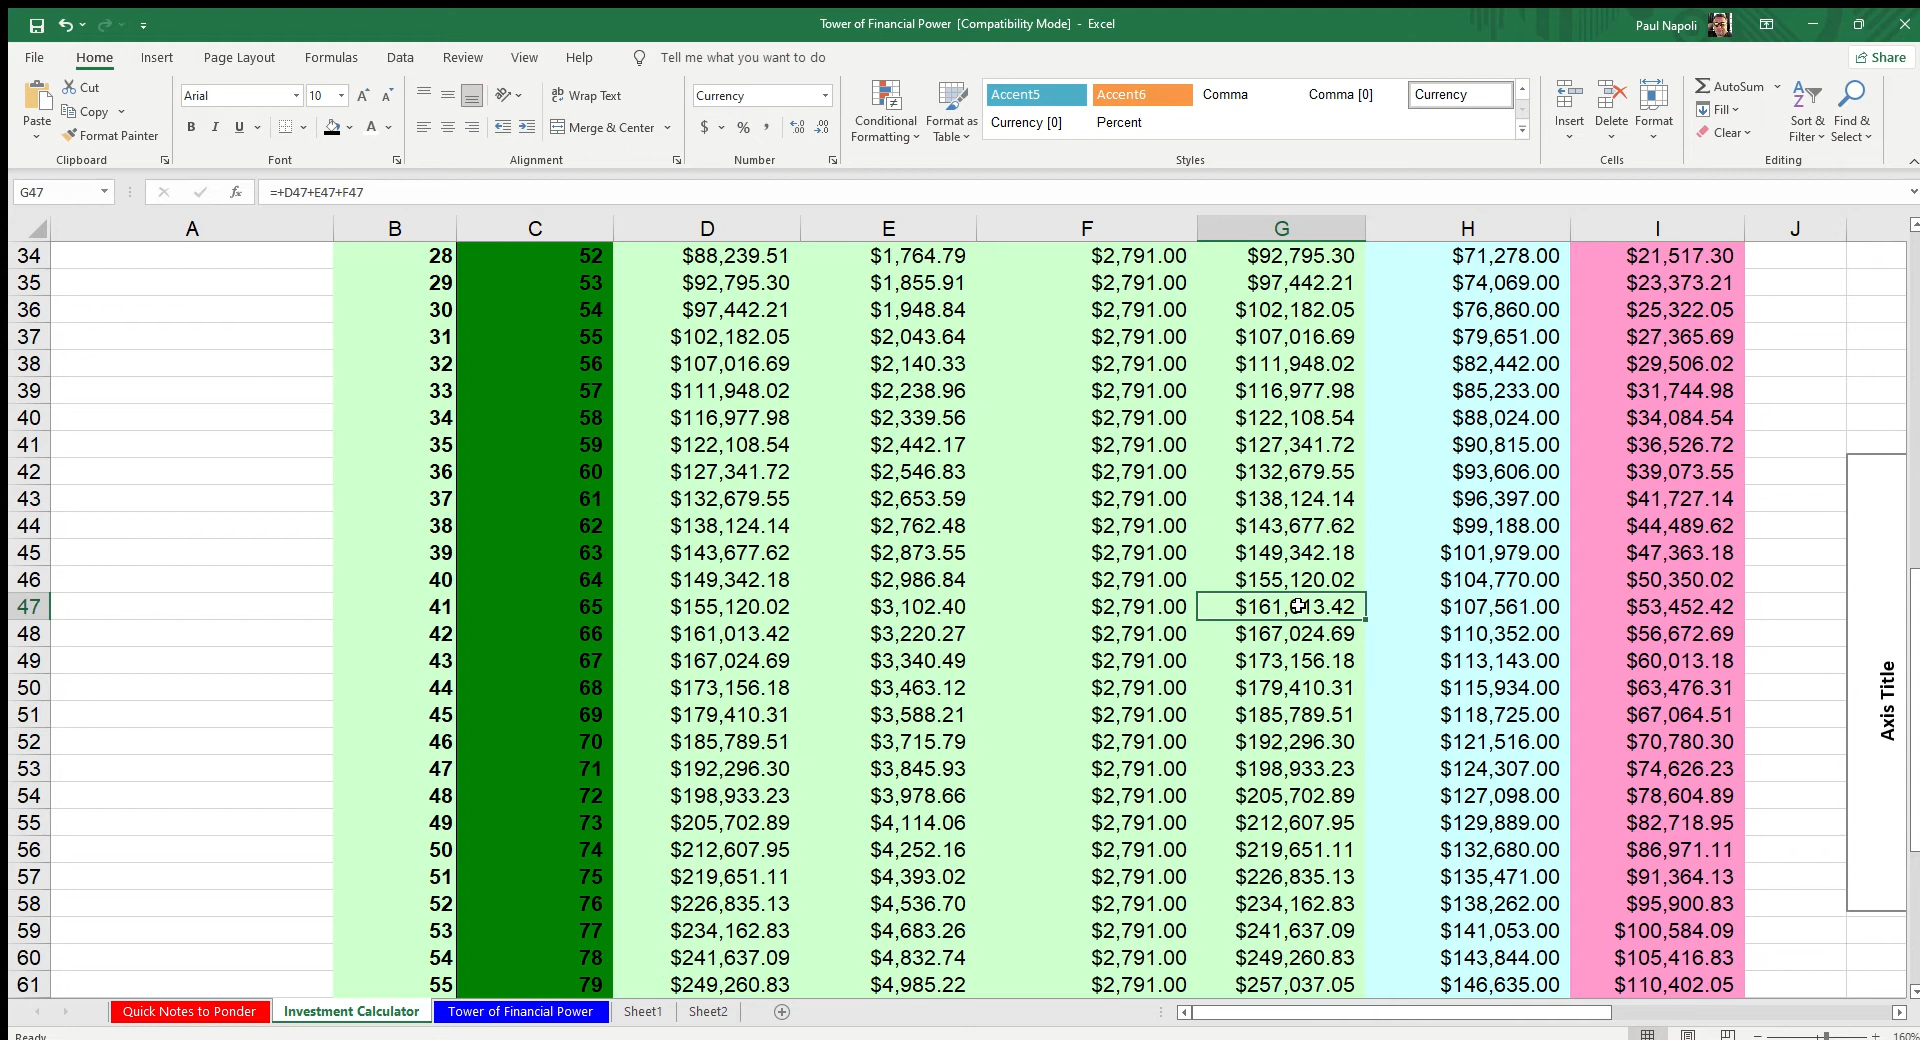 Tower of Financial Power [Compatibility Mode] - Excel
Paul Napoli
File Home Insert Page Layout Formulas Data Review View Help Tell me what you want to do Share
Paste
Cut
Copy
Format Painter
Clipboard
Arial 10
B I U
Font
Wrap Text
Merge & Center
Alignment
Currency
$ % ,
Number
Conditional Formatting
Format as Table
Accent5 Accent6 Comma Comma [0] Currency
Currency [0] Percent
Styles
Insert Delete Format
Cells
AutoSum
Fill
Clear
Sort & Filter
Find & Select
Editing
G47 fx =+D47+E47+F47
A B C D E F G H I J
34 28 52 $88,239.51 $1,764.79 $2,791.00 $92,795.30 $71,278.00 $21,517.30
35 29 53 $92,795.30 $1,855.91 $2,791.00 $97,442.21 $74,069.00 $23,373.21
36 30 54 $97,442.21 $1,948.84 $2,791.00 $102,182.05 $76,860.00 $25,322.05
37 31 55 $102,182.05 $2,043.64 $2,791.00 $107,016.69 $79,651.00 $27,365.69
38 32 56 $107,016.69 $2,140.33 $2,791.00 $111,948.02 $82,442.00 $29,506.02
39 33 57 $111,948.02 $2,238.96 $2,791.00 $116,977.98 $85,233.00 $31,744.98
40 34 58 $116,977.98 $2,339.56 $2,791.00 $122,108.54 $88,024.00 $34,084.54
41 35 59 $122,108.54 $2,442.17 $2,791.00 $127,341.72 $90,815.00 $36,526.72
42 36 60 $127,341.72 $2,546.83 $2,791.00 $132,679.55 $93,606.00 $39,073.55
43 37 61 $132,679.55 $2,653.59 $2,791.00 $138,124.14 $96,397.00 $41,727.14
44 38 62 $138,124.14 $2,762.48 $2,791.00 $143,677.62 $99,188.00 $44,489.62
45 39 63 $143,677.62 $2,873.55 $2,791.00 $149,342.18 $101,979.00 $47,363.18
46 40 64 $149,342.18 $2,986.84 $2,791.00 $155,120.02 $104,770.00 $50,350.02
47 41 65 $155,120.02 $3,102.40 $2,791.00 $161,013.42 $107,561.00 $53,452.42
48 42 66 $161,013.42 $3,220.27 $2,791.00 $167,024.69 $110,352.00 $56,672.69
49 43 67 $167,024.69 $3,340.49 $2,791.00 $173,156.18 $113,143.00 $60,013.18
50 44 68 $173,156.18 $3,463.12 $2,791.00 $179,410.31 $115,934.00 $63,476.31
51 45 69 $179,410.31 $3,588.21 $2,791.00 $185,789.51 $118,725.00 $67,064.51
52 46 70 $185,789.51 $3,715.79 $2,791.00 $192,296.30 $121,516.00 $70,780.30
53 47 71 $192,296.30 $3,845.93 $2,791.00 $198,933.23 $124,307.00 $74,626.23
54 48 72 $198,933.23 $3,978.66 $2,791.00 $205,702.89 $127,098.00 $78,604.89
55 49 73 $205,702.89 $4,114.06 $2,791.00 $212,607.95 $129,889.00 $82,718.95
56 50 74 $212,607.95 $4,252.16 $2,791.00 $219,651.11 $132,680.00 $86,971.11
57 51 75 $219,651.11 $4,393.02 $2,791.00 $226,835.13 $135,471.00 $91,364.13
58 52 76 $226,835.13 $4,536.70 $2,791.00 $234,162.83 $138,262.00 $95,900.83
59 53 77 $234,162.83 $4,683.26 $2,791.00 $241,637.09 $141,053.00 $100,584.09
60 54 78 $241,637.09 $4,832.74 $2,791.00 $249,260.83 $143,844.00 $105,416.83
61 55 79 $249,260.83 $4,985.22 $2,791.00 $257,037.05 $146,635.00 $110,402.05
Axis Title
Quick Notes to Ponder Investment Calculator Tower of Financial Power Sheet1 Sheet2
Ready 160%